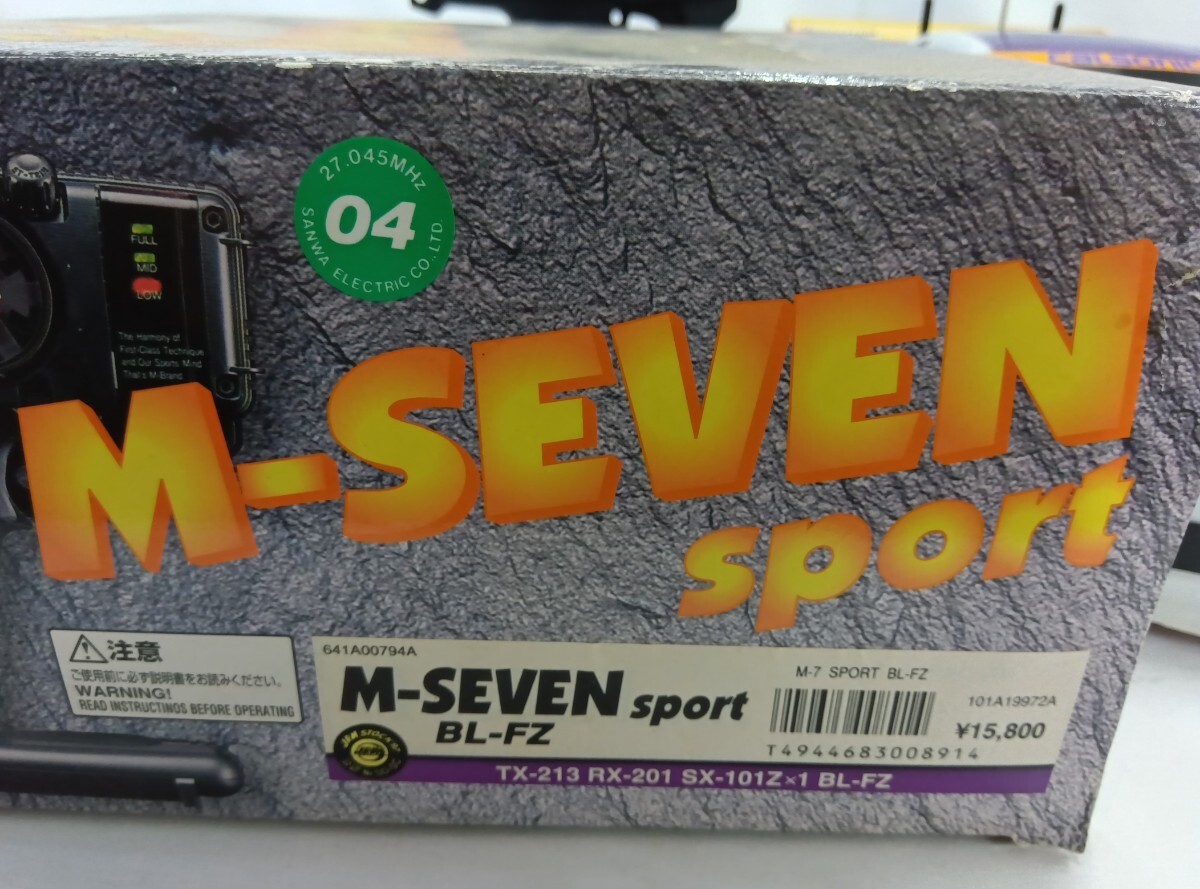 27.045MHz
04
SANWA ELECTRIC CO.,LTD.
FULL
MID
LOW
The Harmony of
First-Class Technique
and Our Sports Mind
That's M-Brand
M-SEVEN
sport
注意
ご使用前に必ず説明書をお読みください。
WARNING!
READ INSTRUCTINOS BEFORE OPERATING
641A00794A
M-SEVEN sport
BL-FZ
M-7 SPORT BL-FZ
101A19972A
¥15,800
T4944683008914
TX-213 RX-201 SX-101Z×1 BL-FZ